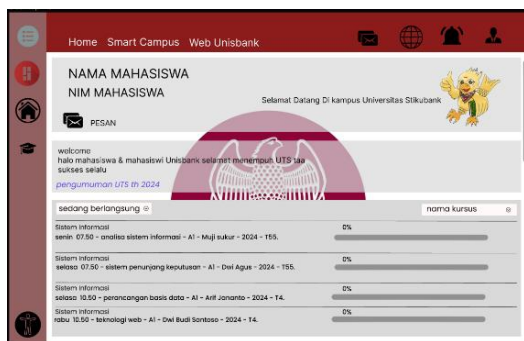 Home Smart Campus Web Unisbank
NAMA MAHASISWA
NIM MAHASISWA
Selamat Datang Di kampus Universitas Stikubank
PESAN
welcome
halo mahasiswa & mahasiswi Unisbank selamat menempuh UTS taa
sukses selalu
pengumuman UTS th 2024
sedang berlangsung
nama kursus
Sistem Informasi
0%
senin 07.50 - analisa sistem informasi - A1 - Muji sukur - 2024 - T55.
Sistem Informasi
0%
selasa 07.50 - sistem penunjang keputusan - A1 - Dwi Agus - 2024 - T55.
Sistem Informasi
0%
selasa 10.50 - perancangan basis data - A1 - Arif Jananto - 2024 - T4.
Sistem Informasi
0%
rabu 10.50 - teknologi web - A1 - Dwi Budi Santoso - 2024 - T4.